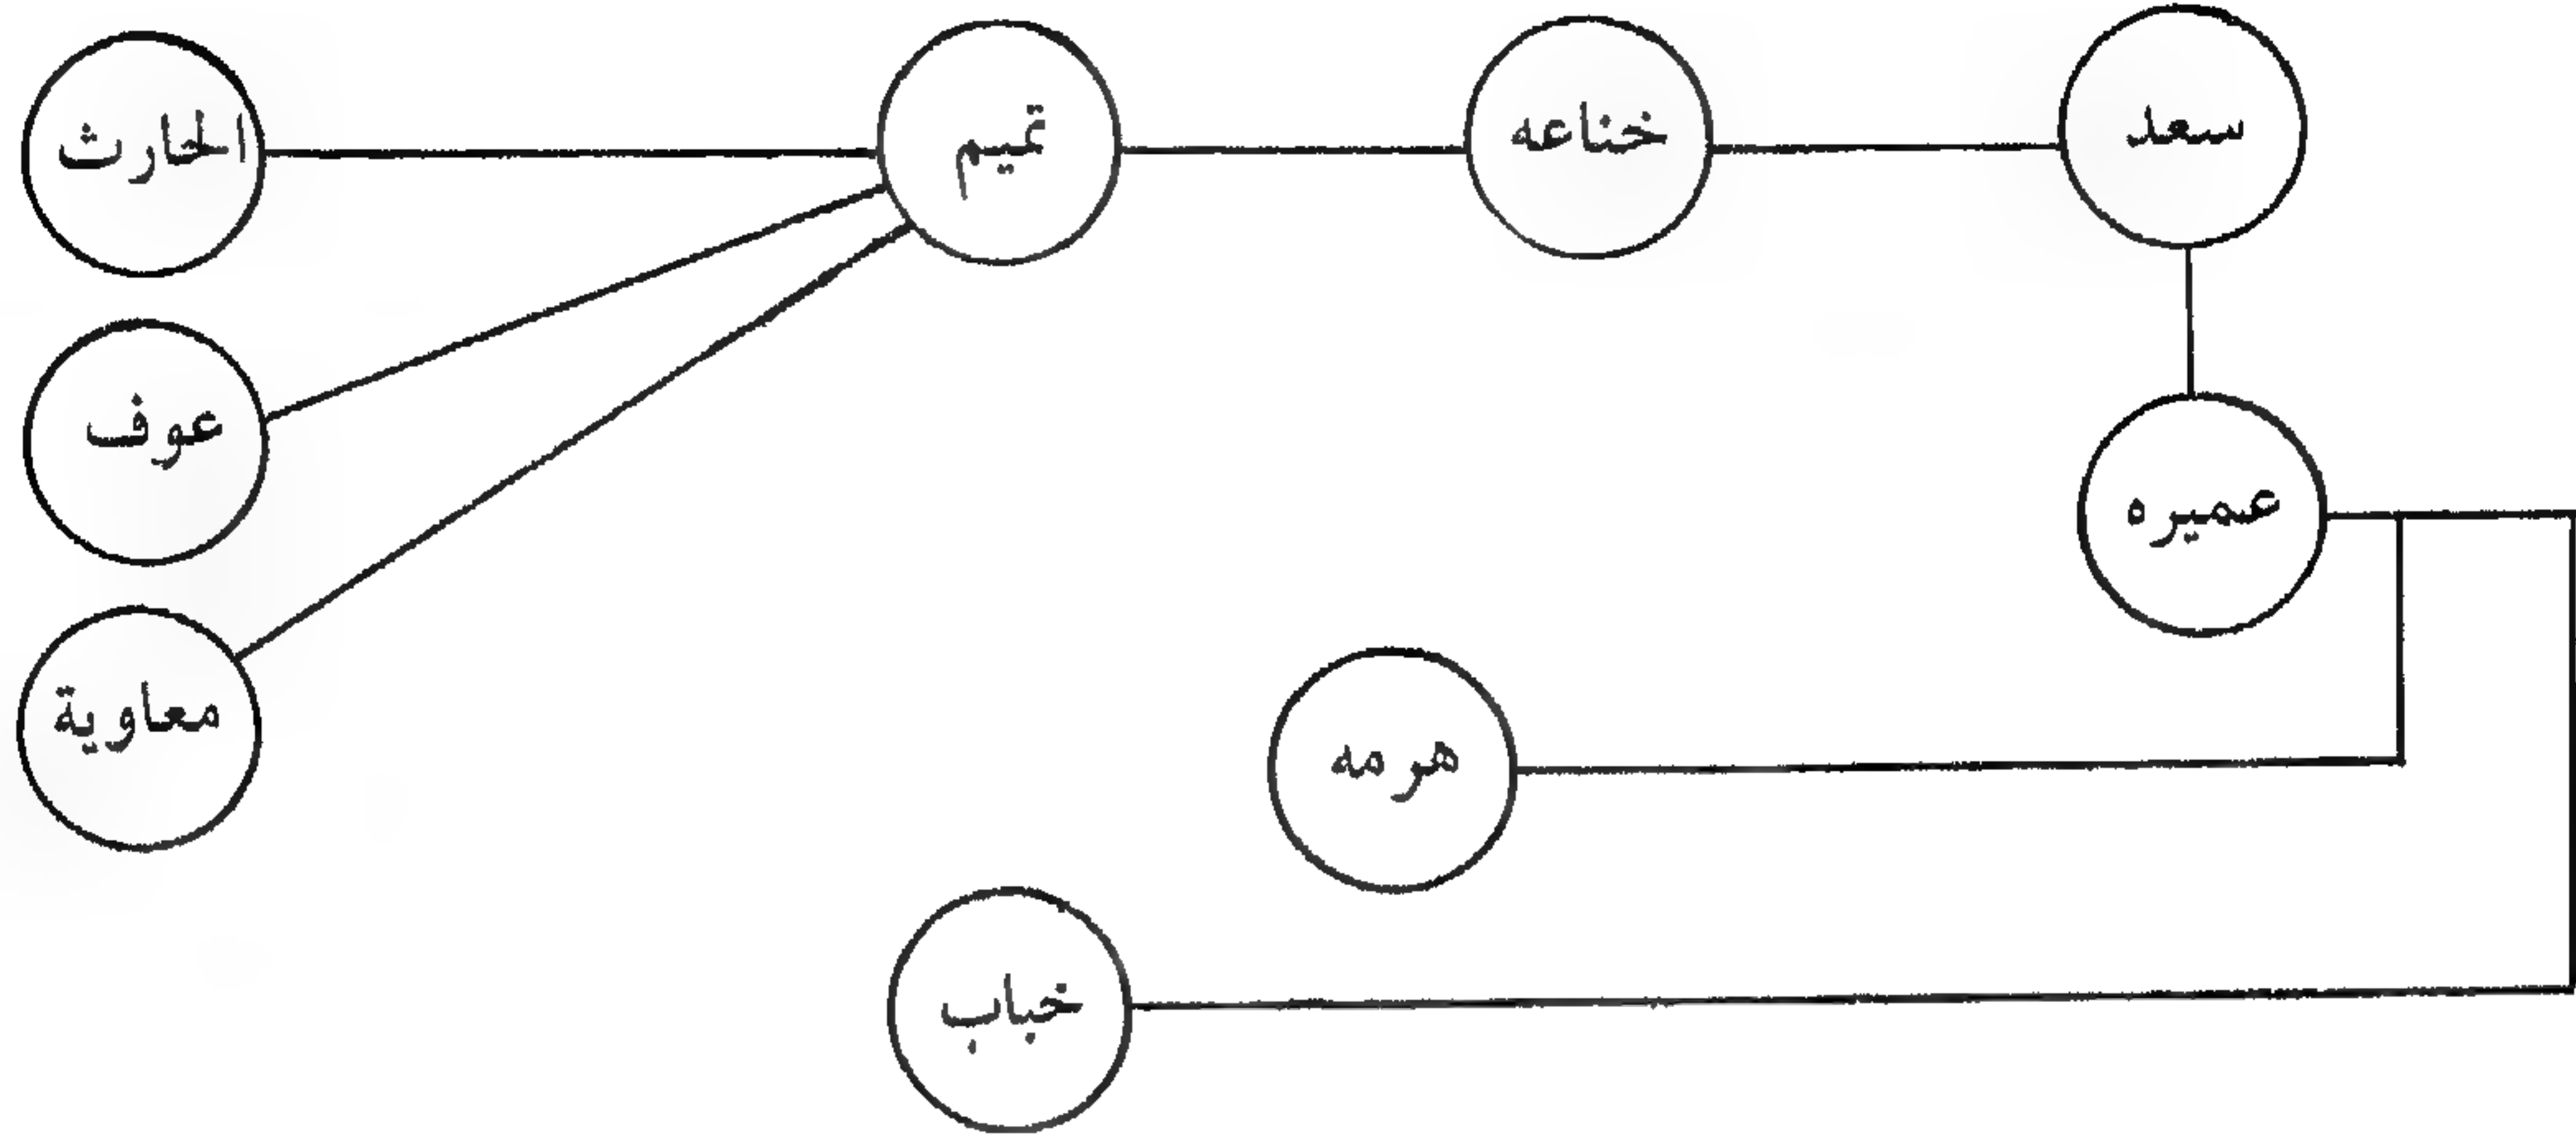 سعد
خناعه
تميم
الحارث
عوف
عميره
معاوية
هرمه
خباب